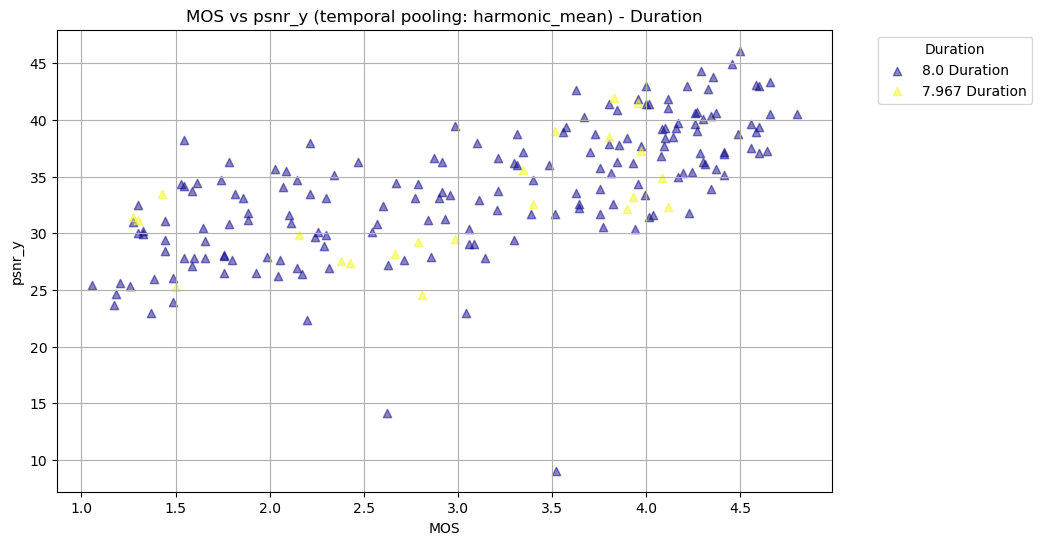 MOS vs psnr_y (temporal pooling: harmonic_mean) - Duration
psnr_y
45
40
35
30
25
20
15
10
1.0 1.5 2.0 2.5 3.0 3.5 4.0 4.5
MOS
Duration
8.0 Duration
7.967 Duration